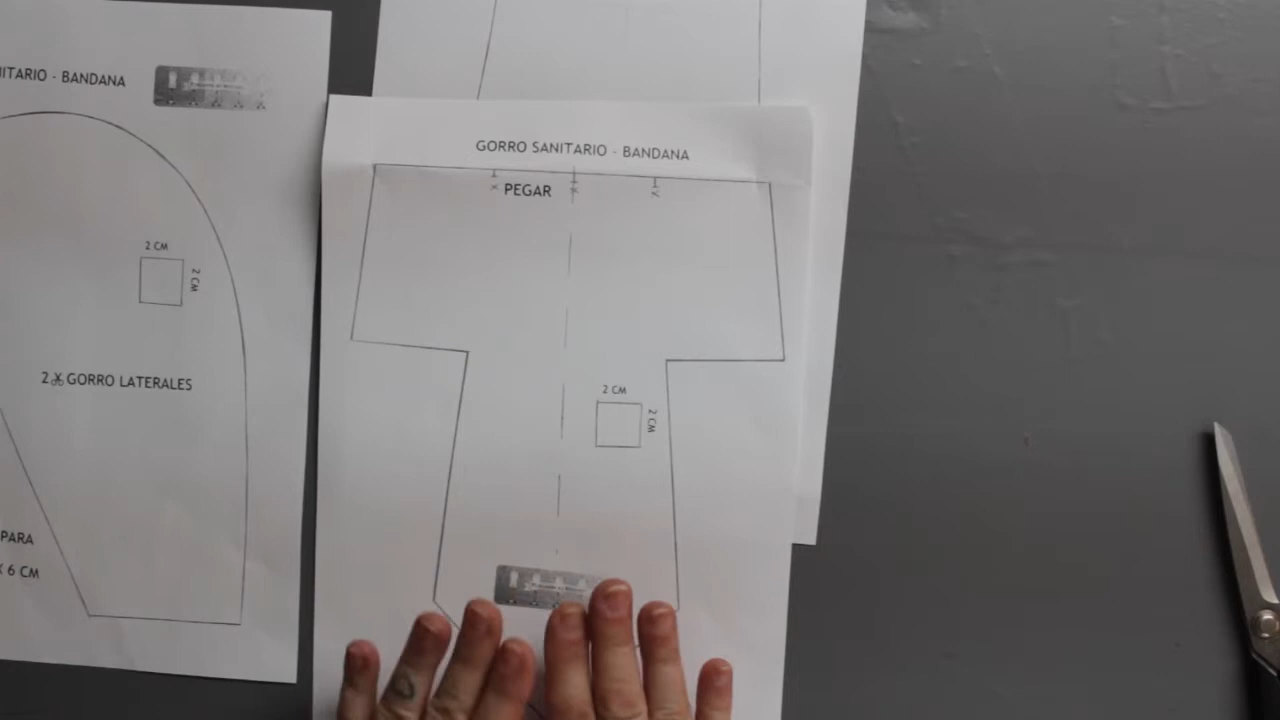 ITARIO - BANDANA
2 CM
2 CM
2 GORRO LATERALES
PARA
X 6 CM
GORRO SANITARIO - BANDANA
PEGAR
2 CM
2 CM